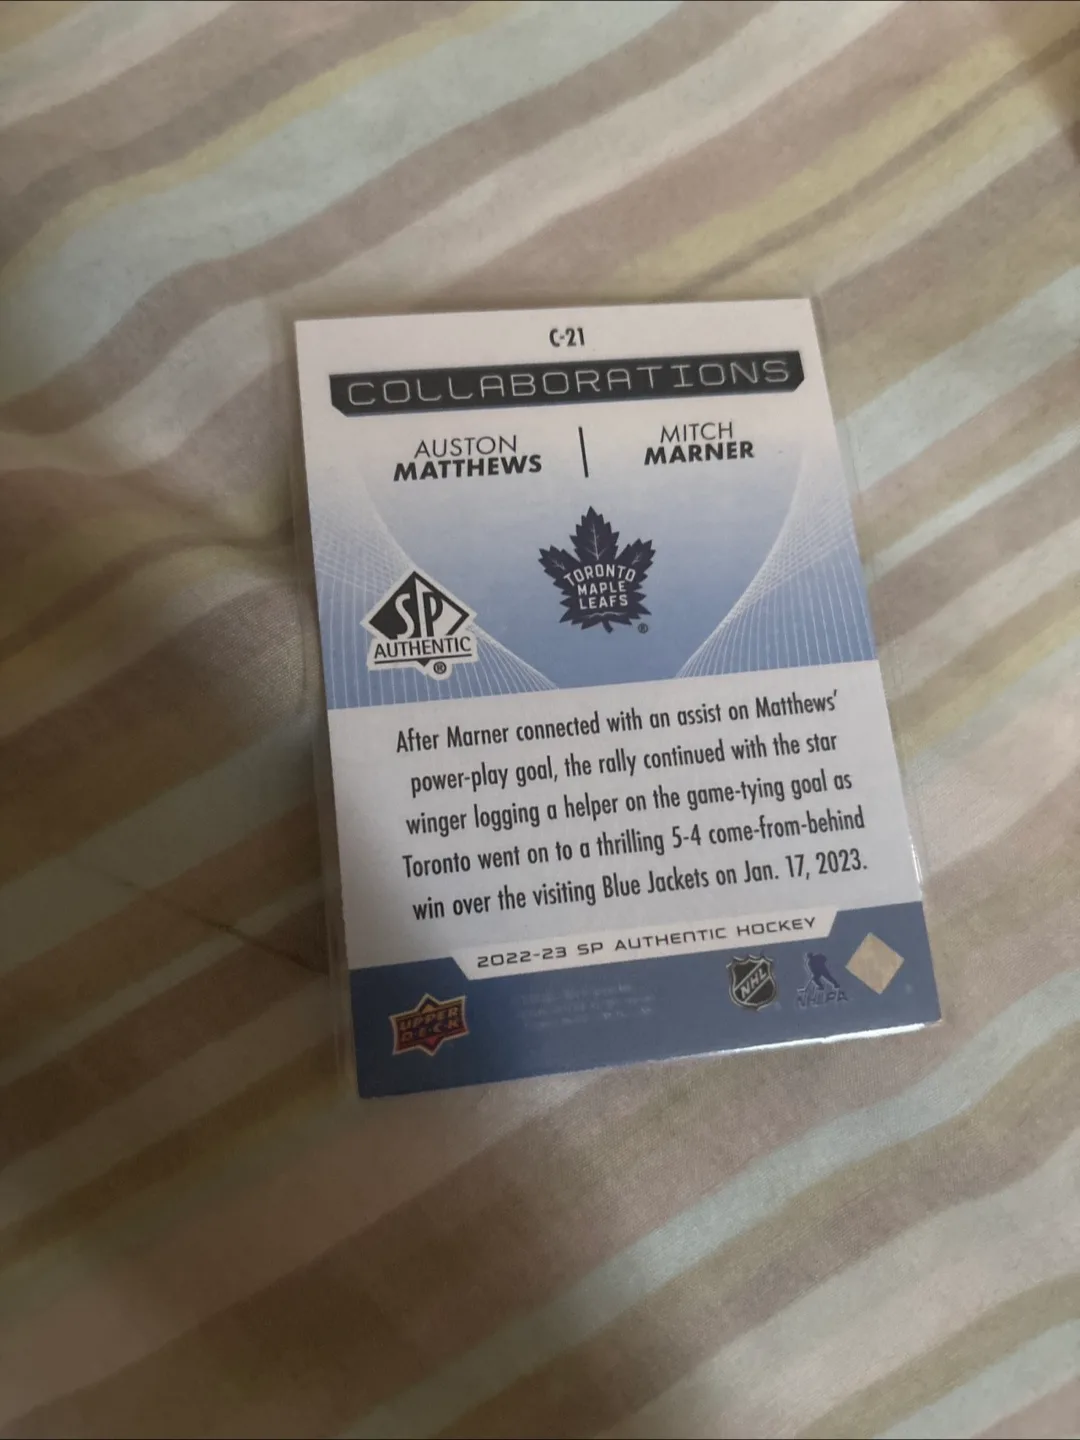 C-21
COLLABORATIONS
AUSTON MATTHEWS
MITCH MARNER
TORONTO
MAPLE
LEAFS
®
SP
AUTHENTIC
®
After Marner connected with an assist on Matthews'
power-play goal, the rally continued with the star
winger logging a helper on the game-tying goal as
Toronto went on to a thrilling 5-4 come-from-behind
win over the visiting Blue Jackets on Jan. 17, 2023.
2022-23 SP AUTHENTIC HOCKEY
UPPER
DECK
NHL
NHLPA